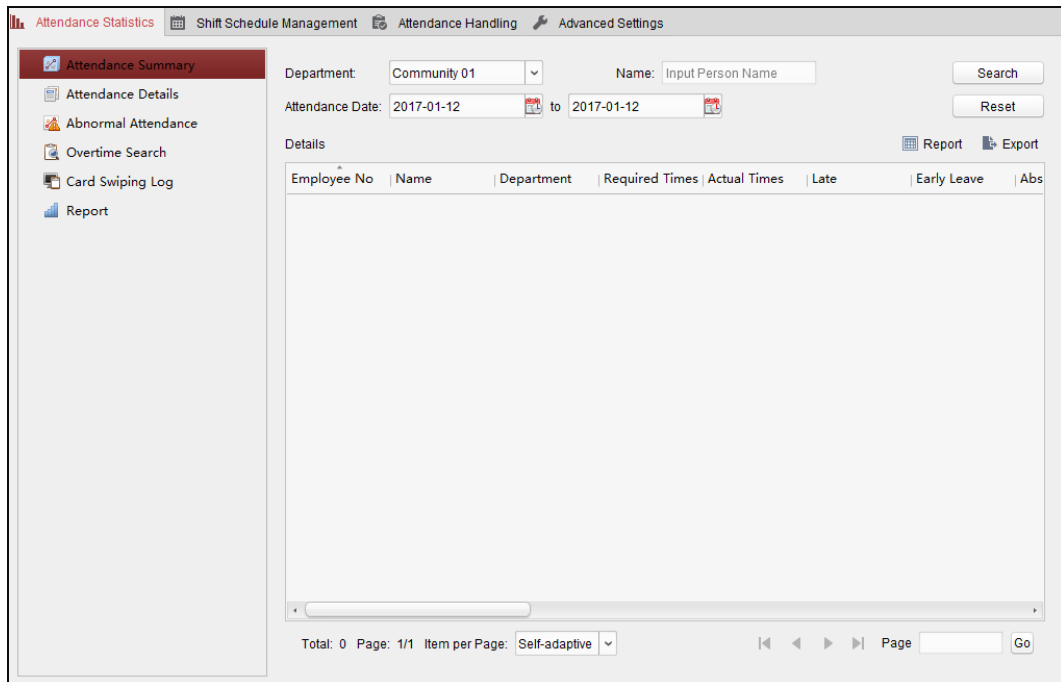 Attendance Statistics Shift Schedule Management Attendance Handling Advanced Settings
Attendance Summary
Attendance Details
Abnormal Attendance
Overtime Search
Card Swiping Log
Report
Department: Community 01 Name: Input Person Name Search
Attendance Date: 2017-01-12 to 2017-01-12 Reset
Details Report Export
Employee No Name Department Required Times Actual Times Late Early Leave Abs
Total: 0 Page: 1/1 Item per Page: Self-adaptive Page Go